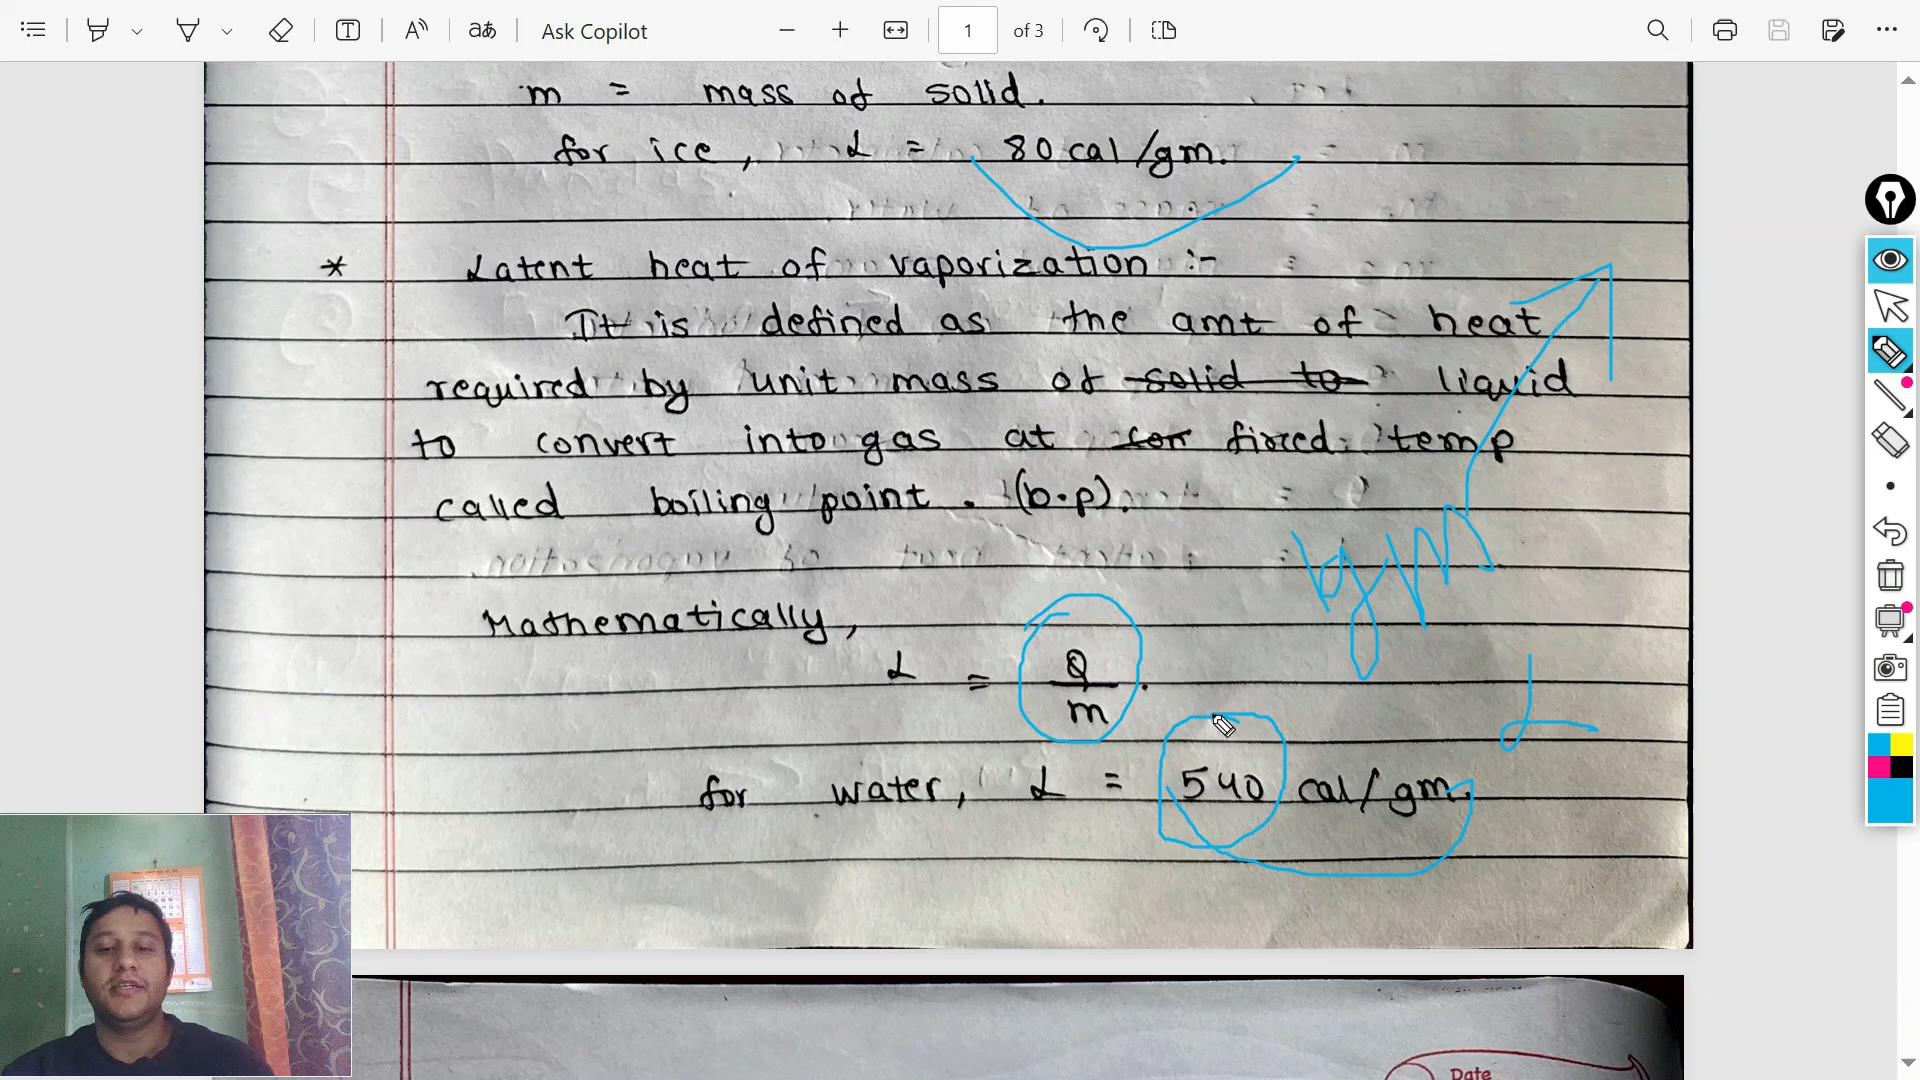 Ask Copilot
1 of 3
m = mass of solid.
for ice, L = 80 cal/gm.
* Latent heat of vaporization :-
It is defined as the amt of heat
required by unit mass of solid to liquid
to convert into gas at for fixed temp
called boiling point. (b.p).
Mathematically,
L = Q/m.
L
for water, L = 540 cal/gm.
Date